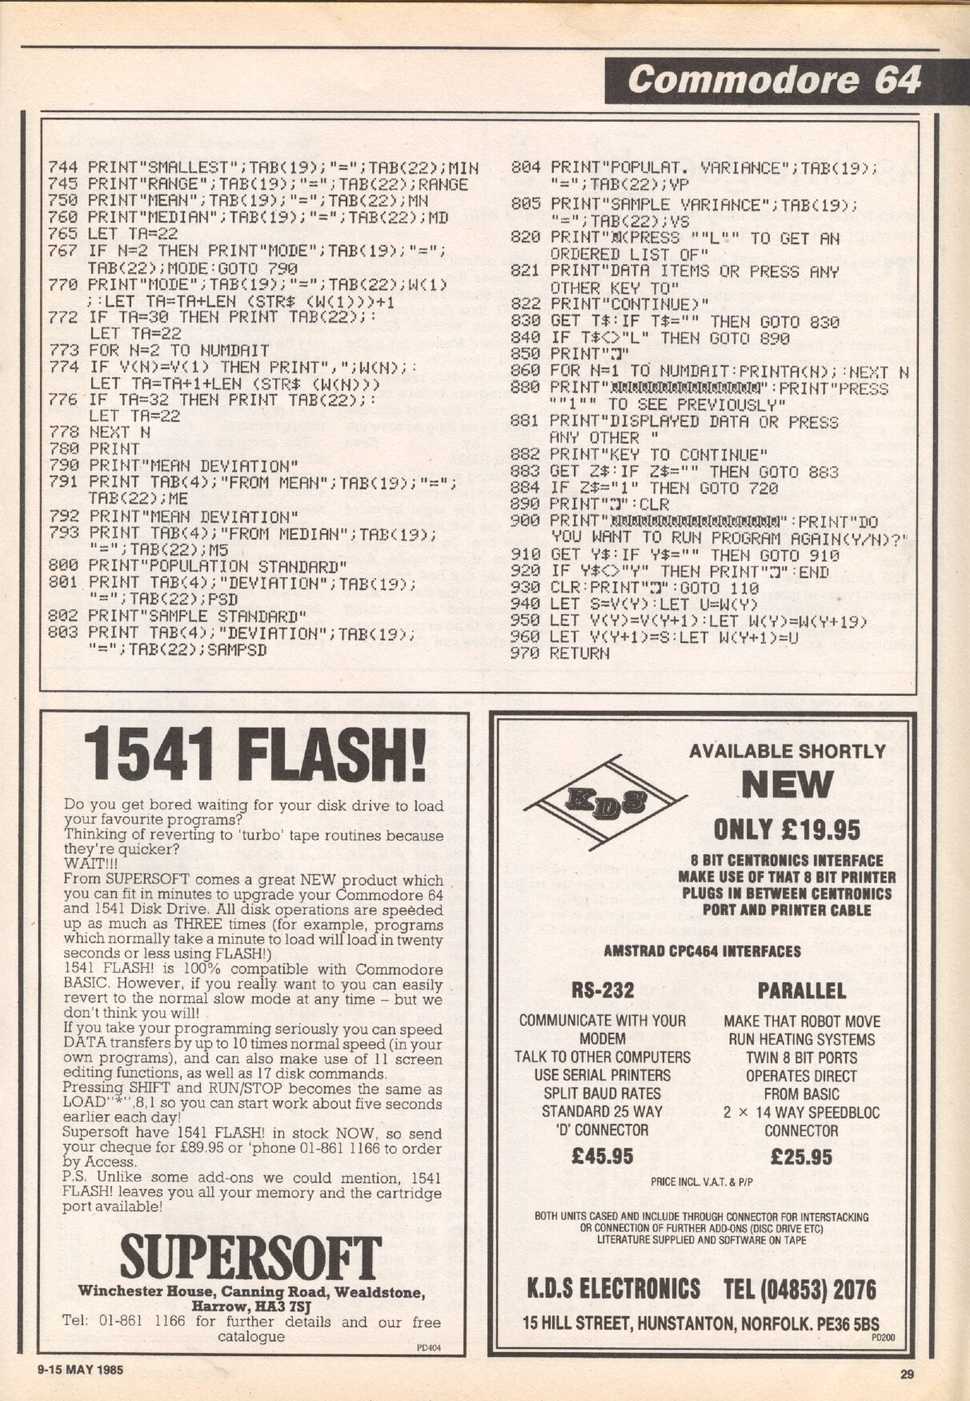 Commodore 64
744 PRINT"SMALLEST";TAB(19);"=";TAB(22);MIN
745 PRINT"RANGE";TAB(19);"=";TAB(22);RANGE
750 PRINT"MEAN";TAB(19);"=";TAB(22);MN
760 PRINT"MEDIAN";TAB(19);"=";TAB(22);MD
765 LET TA=22
767 IF N=2 THEN PRINT"MODE";TAB(19);"=";
TAB(22);MODE:GOTO 790
770 PRINT"MODE";TAB(19);"=";TAB(22);W(1)
;:LET TA=TA+LEN (STR$ (W(1)))+1
772 IF TA=30 THEN PRINT TAB(22);:
LET TA=22
773 FOR N=2 TO NUMDAIT
774 IF V(N)=V(1) THEN PRINT",";W(N);:
LET TA=TA+1+LEN (STR$ (W(N)))
776 IF TA=32 THEN PRINT TAB(22);:
LET TA=22
778 NEXT N
780 PRINT
790 PRINT"MEAN DEVIATION"
791 PRINT TAB(4);"FROM MEAN";TAB(19);"=";
TAB(22);ME
792 PRINT"MEAN DEVIATION"
793 PRINT TAB(4);"FROM MEDIAN";TAB(19);
"=";TAB(22);M5
800 PRINT"POPULATION STANDARD"
801 PRINT TAB(4);"DEVIATION";TAB(19);
"=";TAB(22);PSD
802 PRINT"SAMPLE STANDARD"
803 PRINT TAB(4);"DEVIATION";TAB(19);
"=";TAB(22);SAMPSD
804 PRINT"POPULAT. VARIANCE";TAB(19);
"=";TAB(22);VP
805 PRINT"SAMPLE VARIANCE";TAB(19);
"=";TAB(22);VS
820 PRINT"(PRESS ""L"" TO GET AN
ORDERED LIST OF"
821 PRINT"DATA ITEMS OR PRESS ANY
OTHER KEY TO"
822 PRINT"CONTINUE)"
830 GET T$:IF T$="" THEN GOTO 830
840 IF T$<>"L" THEN GOTO 890
850 PRINT""
860 FOR N=1 TO NUMDAIT:PRINTA(N);:NEXT N
880 PRINT"":PRINT"PRESS
""1"" TO SEE PREVIOUSLY"
881 PRINT"DISPLAYED DATA OR PRESS
ANY OTHER "
882 PRINT"KEY TO CONTINUE"
883 GET Z$:IF Z$="" THEN GOTO 883
884 IF Z$="1" THEN GOTO 720
890 PRINT"":CLR
900 PRINT"":PRINT"DO
YOU WANT TO RUN PROGRAM AGAIN(Y/N)?"
910 GET Y$:IF Y$="" THEN GOTO 910
920 IF Y$<>"Y" THEN PRINT"":END
930 CLR:PRINT"":GOTO 110
940 LET S=V(Y):LET U=W(Y)
950 LET V(Y)=V(Y+1):LET W(Y)=W(Y+19)
960 LET V(Y+1)=S:LET W(Y+1)=U
970 RETURN
1541 FLASH!
Do you get bored waiting for your disk drive to load
your favourite programs?
Thinking of reverting to 'turbo' tape routines because
they're quicker?
WAIT!!!
From SUPERSOFT comes a great NEW product which
you can fit in minutes to upgrade your Commodore 64
and 1541 Disk Drive. All disk operations are speeded
up as much as THREE times (for example, programs
which normally take a minute to load will load in twenty
seconds or less using FLASH!)
1541 FLASH! is 100% compatible with Commodore
BASIC. However, if you really want to you can easily
revert to the normal slow mode at any time – but we
don't think you will!
If you take your programming seriously you can speed
DATA transfers by up to 10 times normal speed (in your
own programs), and can also make use of 11 screen
editing functions, as well as 17 disk commands.
Pressing SHIFT and RUN/STOP becomes the same as
LOAD"*",8,1 so you can start work about five seconds
earlier each day!
Supersoft have 1541 FLASH! in stock NOW, so send
your cheque for £89.95 or 'phone 01-861 1166 to order
by Access.
P.S. Unlike some add-ons we could mention, 1541
FLASH! leaves you all your memory and the cartridge
port available!
SUPERSOFT
Winchester House, Canning Road, Wealdstone,
Harrow, HA3 7SJ
Tel: 01-861 1166 for further details and our free
catalogue
PD404
KDS
AVAILABLE SHORTLY
NEW
ONLY £19.95
8 BIT CENTRONICS INTERFACE
MAKE USE OF THAT 8 BIT PRINTER
PLUGS IN BETWEEN CENTRONICS
PORT AND PRINTER CABLE
AMSTRAD CPC464 INTERFACES
RS-232
COMMUNICATE WITH YOUR
MODEM
TALK TO OTHER COMPUTERS
USE SERIAL PRINTERS
SPLIT BAUD RATES
STANDARD 25 WAY
'D' CONNECTOR
£45.95
PARALLEL
MAKE THAT ROBOT MOVE
RUN HEATING SYSTEMS
TWIN 8 BIT PORTS
OPERATES DIRECT
FROM BASIC
2 × 14 WAY SPEEDBLOC
CONNECTOR
£25.95
PRICE INCL. V.A.T. & P/P
BOTH UNITS CASED AND INCLUDE THROUGH CONNECTOR FOR INTERSTACKING
OR CONNECTION OF FURTHER ADD-ONS (DISC DRIVE ETC)
LITERATURE SUPPLIED AND SOFTWARE ON TAPE
K.D.S ELECTRONICS TEL (04853) 2076
15 HILL STREET, HUNSTANTON, NORFOLK. PE36 5BS
PD200
9-15 MAY 1985
29